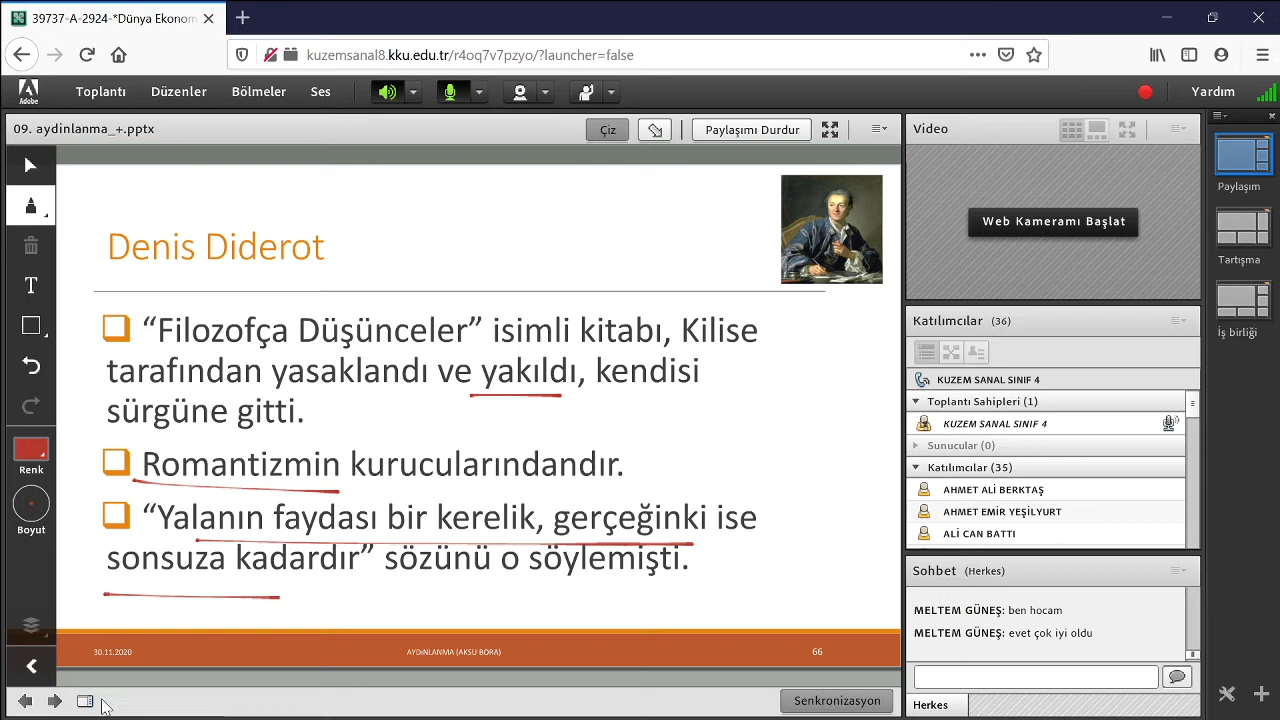 39737-A-2924-*Dünya Ekonom
kuzemsanal8.kku.edu.tr/r4oq7v7pzyo/?launcher=false
Adobe
Toplantı
Düzenler
Bölmeler
Ses
Yardım
09. aydinlanma_+.pptx
Çiz
Paylaşımı Durdur
Denis Diderot
“Filozofça Düşünceler” isimli kitabı, Kilise
tarafından yasaklandı ve yakıldı, kendisi
sürgüne gitti.
Romantizmin kurucularındandır.
“Yalanın faydası bir kerelik, gerçeğinki ise
sonsuza kadardır” sözünü o söylemişti.
30.11.2020
AYDıNLANMA (AKSU BORA)
66
Renk
Boyut
Senkronizasyon
Video
Web Kameramı Başlat
Katılımcılar (36)
KUZEM SANAL SINIF 4
Toplantı Sahipleri (1)
KUZEM SANAL SINIF 4
Sunucular (0)
Katılımcılar (35)
AHMET ALİ BERKTAŞ
AHMET EMİR YEŞİLYURT
ALİ CAN BATTI
Sohbet (Herkes)
MELTEM GÜNEŞ: ben hocam
MELTEM GÜNEŞ: evet çok iyi oldu
Herkes
Paylaşım
Tartışma
İş birliği